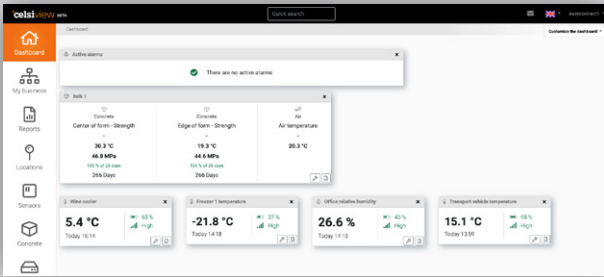 celsiview BETA
Quick search
Dashboard
Customize the dashboard
Dashboard
My business
Reports
Locations
Sensors
Concrete
Active alarms
There are no active alarms
Bulk 1
Concrete
Center of form - Strength
-
30.3 °C
46.8 MPa
266 Days
Concrete
Edge of form - Strength
-
19.3 °C
44.6 MPa
266 Days
Air
Air temperature
-
20.3 °C
Wine cooler
5.4 °C
Today 14:14
63 %
High
Freezer 1 temperature
-21.8 °C
Today 14:18
37 %
High
Office relative humidity
26.6 %
Today 14:13
43 %
High
Transport vehicle temperature
15.1 °C
Today 13:59
58 %
High